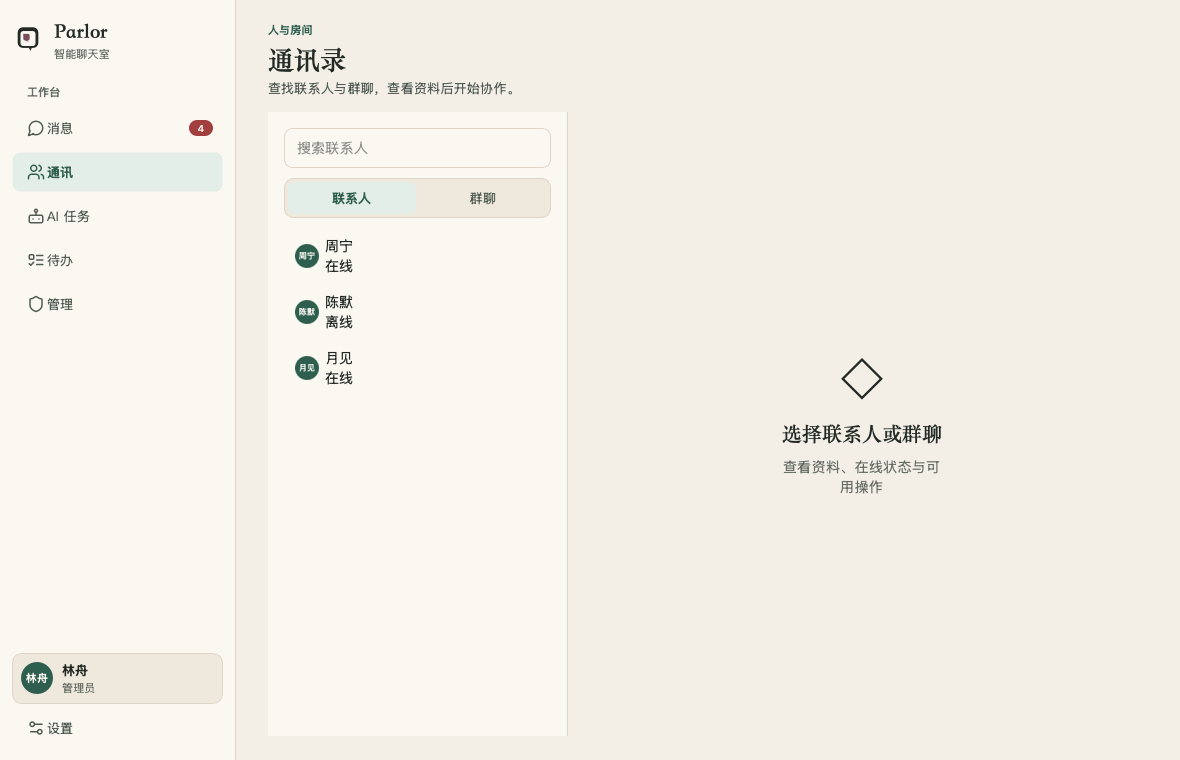 Parlor
智能聊天室
工作台
消息
4
通讯
AI 任务
待办
管理
林舟
林舟
管理员
设置
人与房间
通讯录
查找联系人与群聊，查看资料后开始协作。
搜索联系人
联系人
群聊
周宁
周宁
在线
陈默
陈默
离线
月见
月见
在线
选择联系人或群聊
查看资料、在线状态与可
用操作